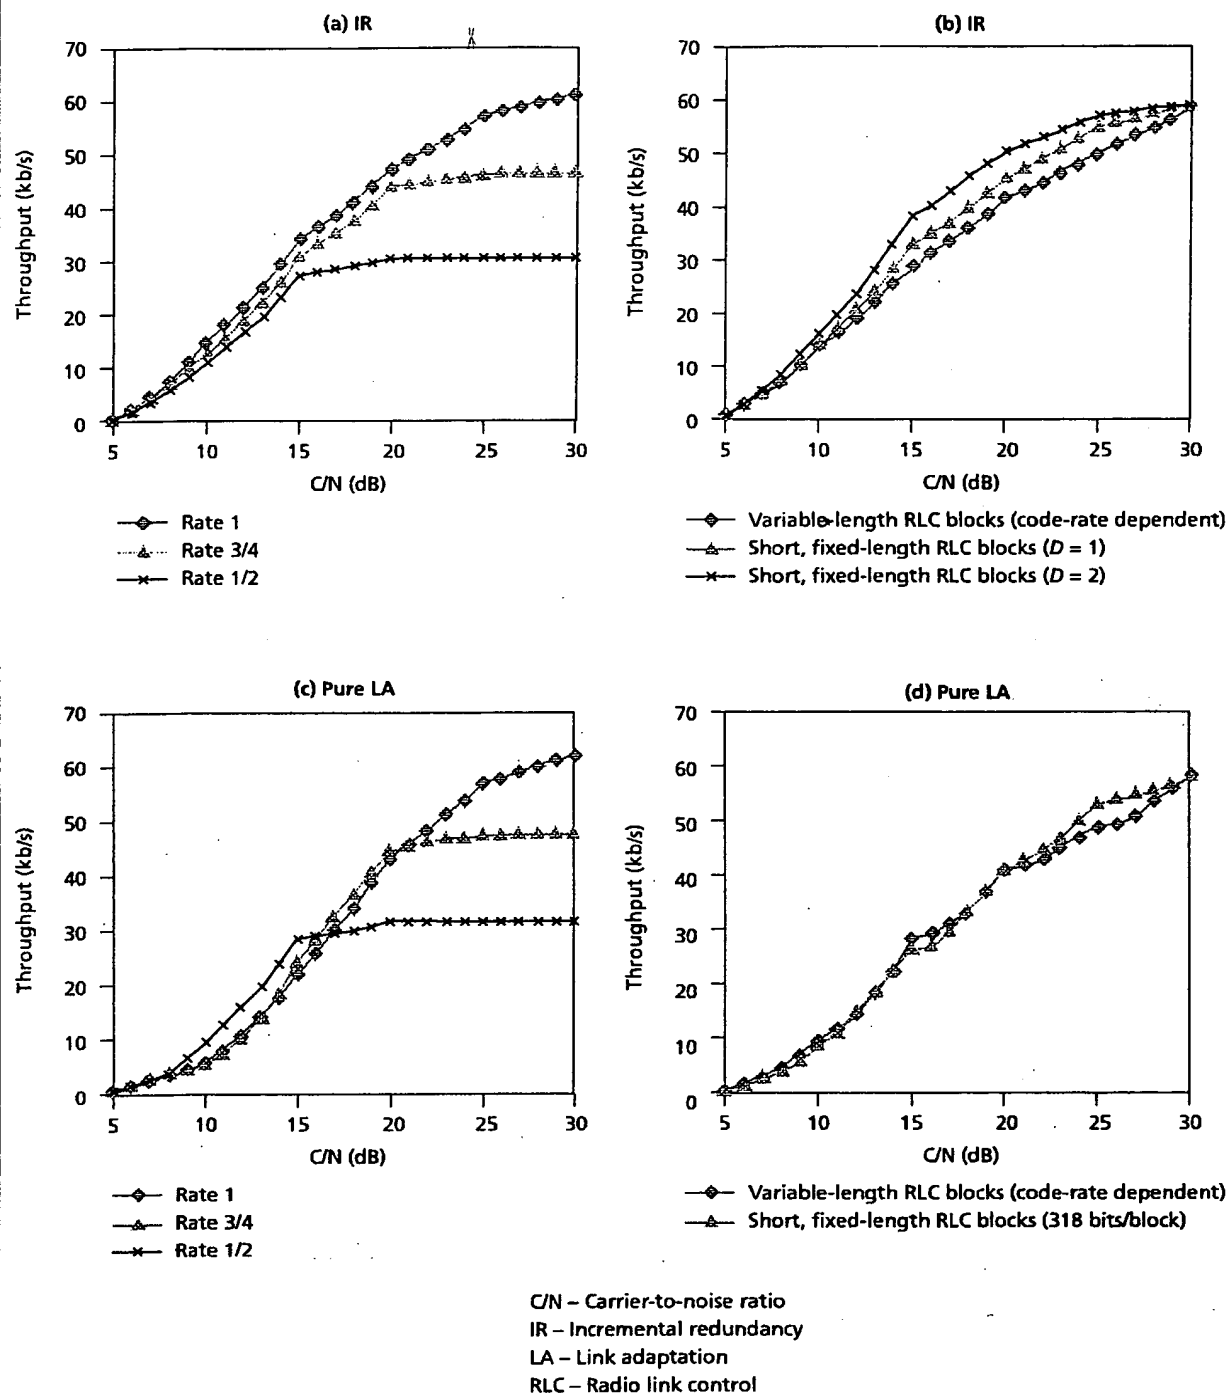 (a) IR
70
60
50
40
30
20
10
0
Throughput (kb/s)
5 10 15 20 25 30
C/N (dB)
Rate 1
Rate 3/4
Rate 1/2
(b) IR
70
60
50
40
30
20
10
0
Throughput (kb/s)
5 10 15 20 25 30
C/N (dB)
Variable-length RLC blocks (code-rate dependent)
Short, fixed-length RLC blocks (D = 1)
Short, fixed-length RLC blocks (D = 2)
(c) Pure LA
70
60
50
40
30
20
10
0
Throughput (kb/s)
5 10 15 20 25 30
C/N (dB)
Rate 1
Rate 3/4
Rate 1/2
(d) Pure LA
70
60
50
40
30
20
10
0
Throughput (kb/s)
5 10 15 20 25 30
C/N (dB)
Variable-length RLC blocks (code-rate dependent)
Short, fixed-length RLC blocks (318 bits/block)
C/N – Carrier-to-noise ratio
IR – Incremental redundancy
LA – Link adaptation
RLC – Radio link control